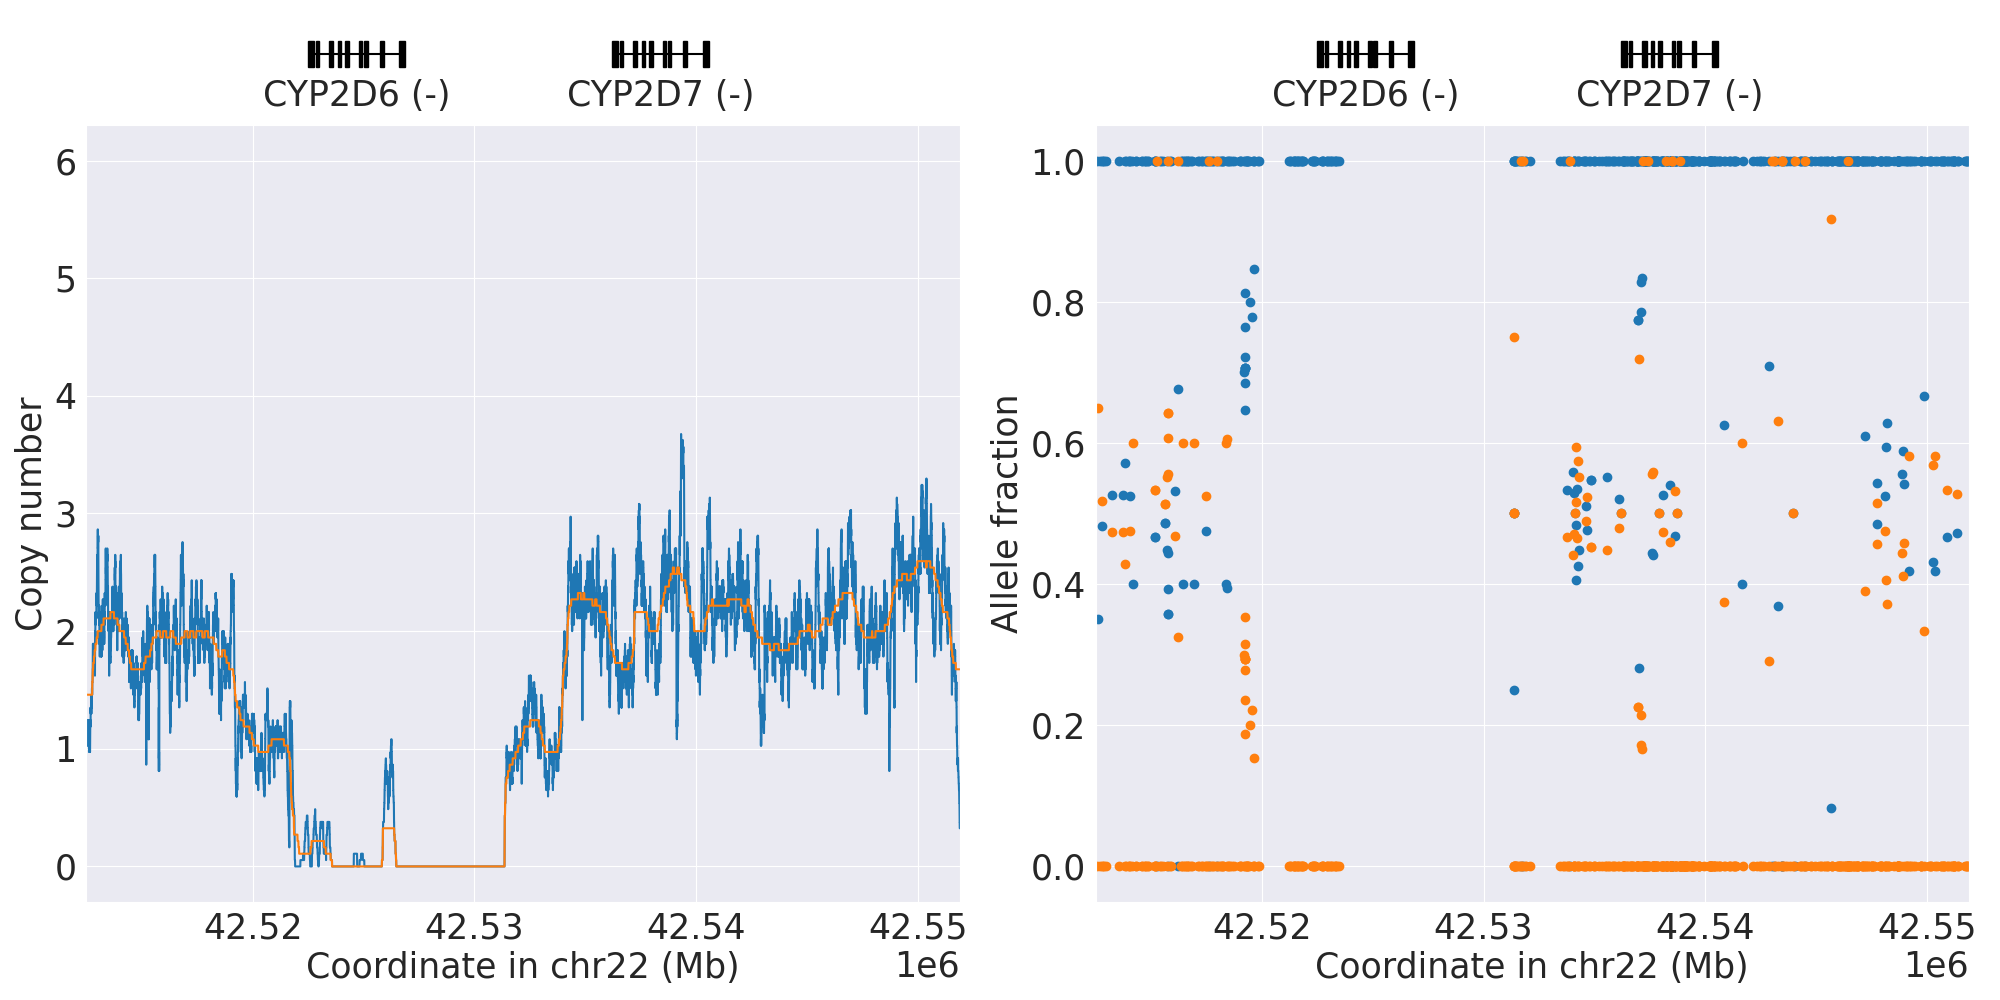 CYP2D6 (-) CYP2D7 (-)
6
5
4
3
2
1
0
Copy number
42.52 42.53 42.54 42.55
Coordinate in chr22 (Mb) 1e6
CYP2D6 (-) CYP2D7 (-)
1.0
0.8
0.6
0.4
0.2
0.0
Allele fraction
42.52 42.53 42.54 42.55
Coordinate in chr22 (Mb) 1e6